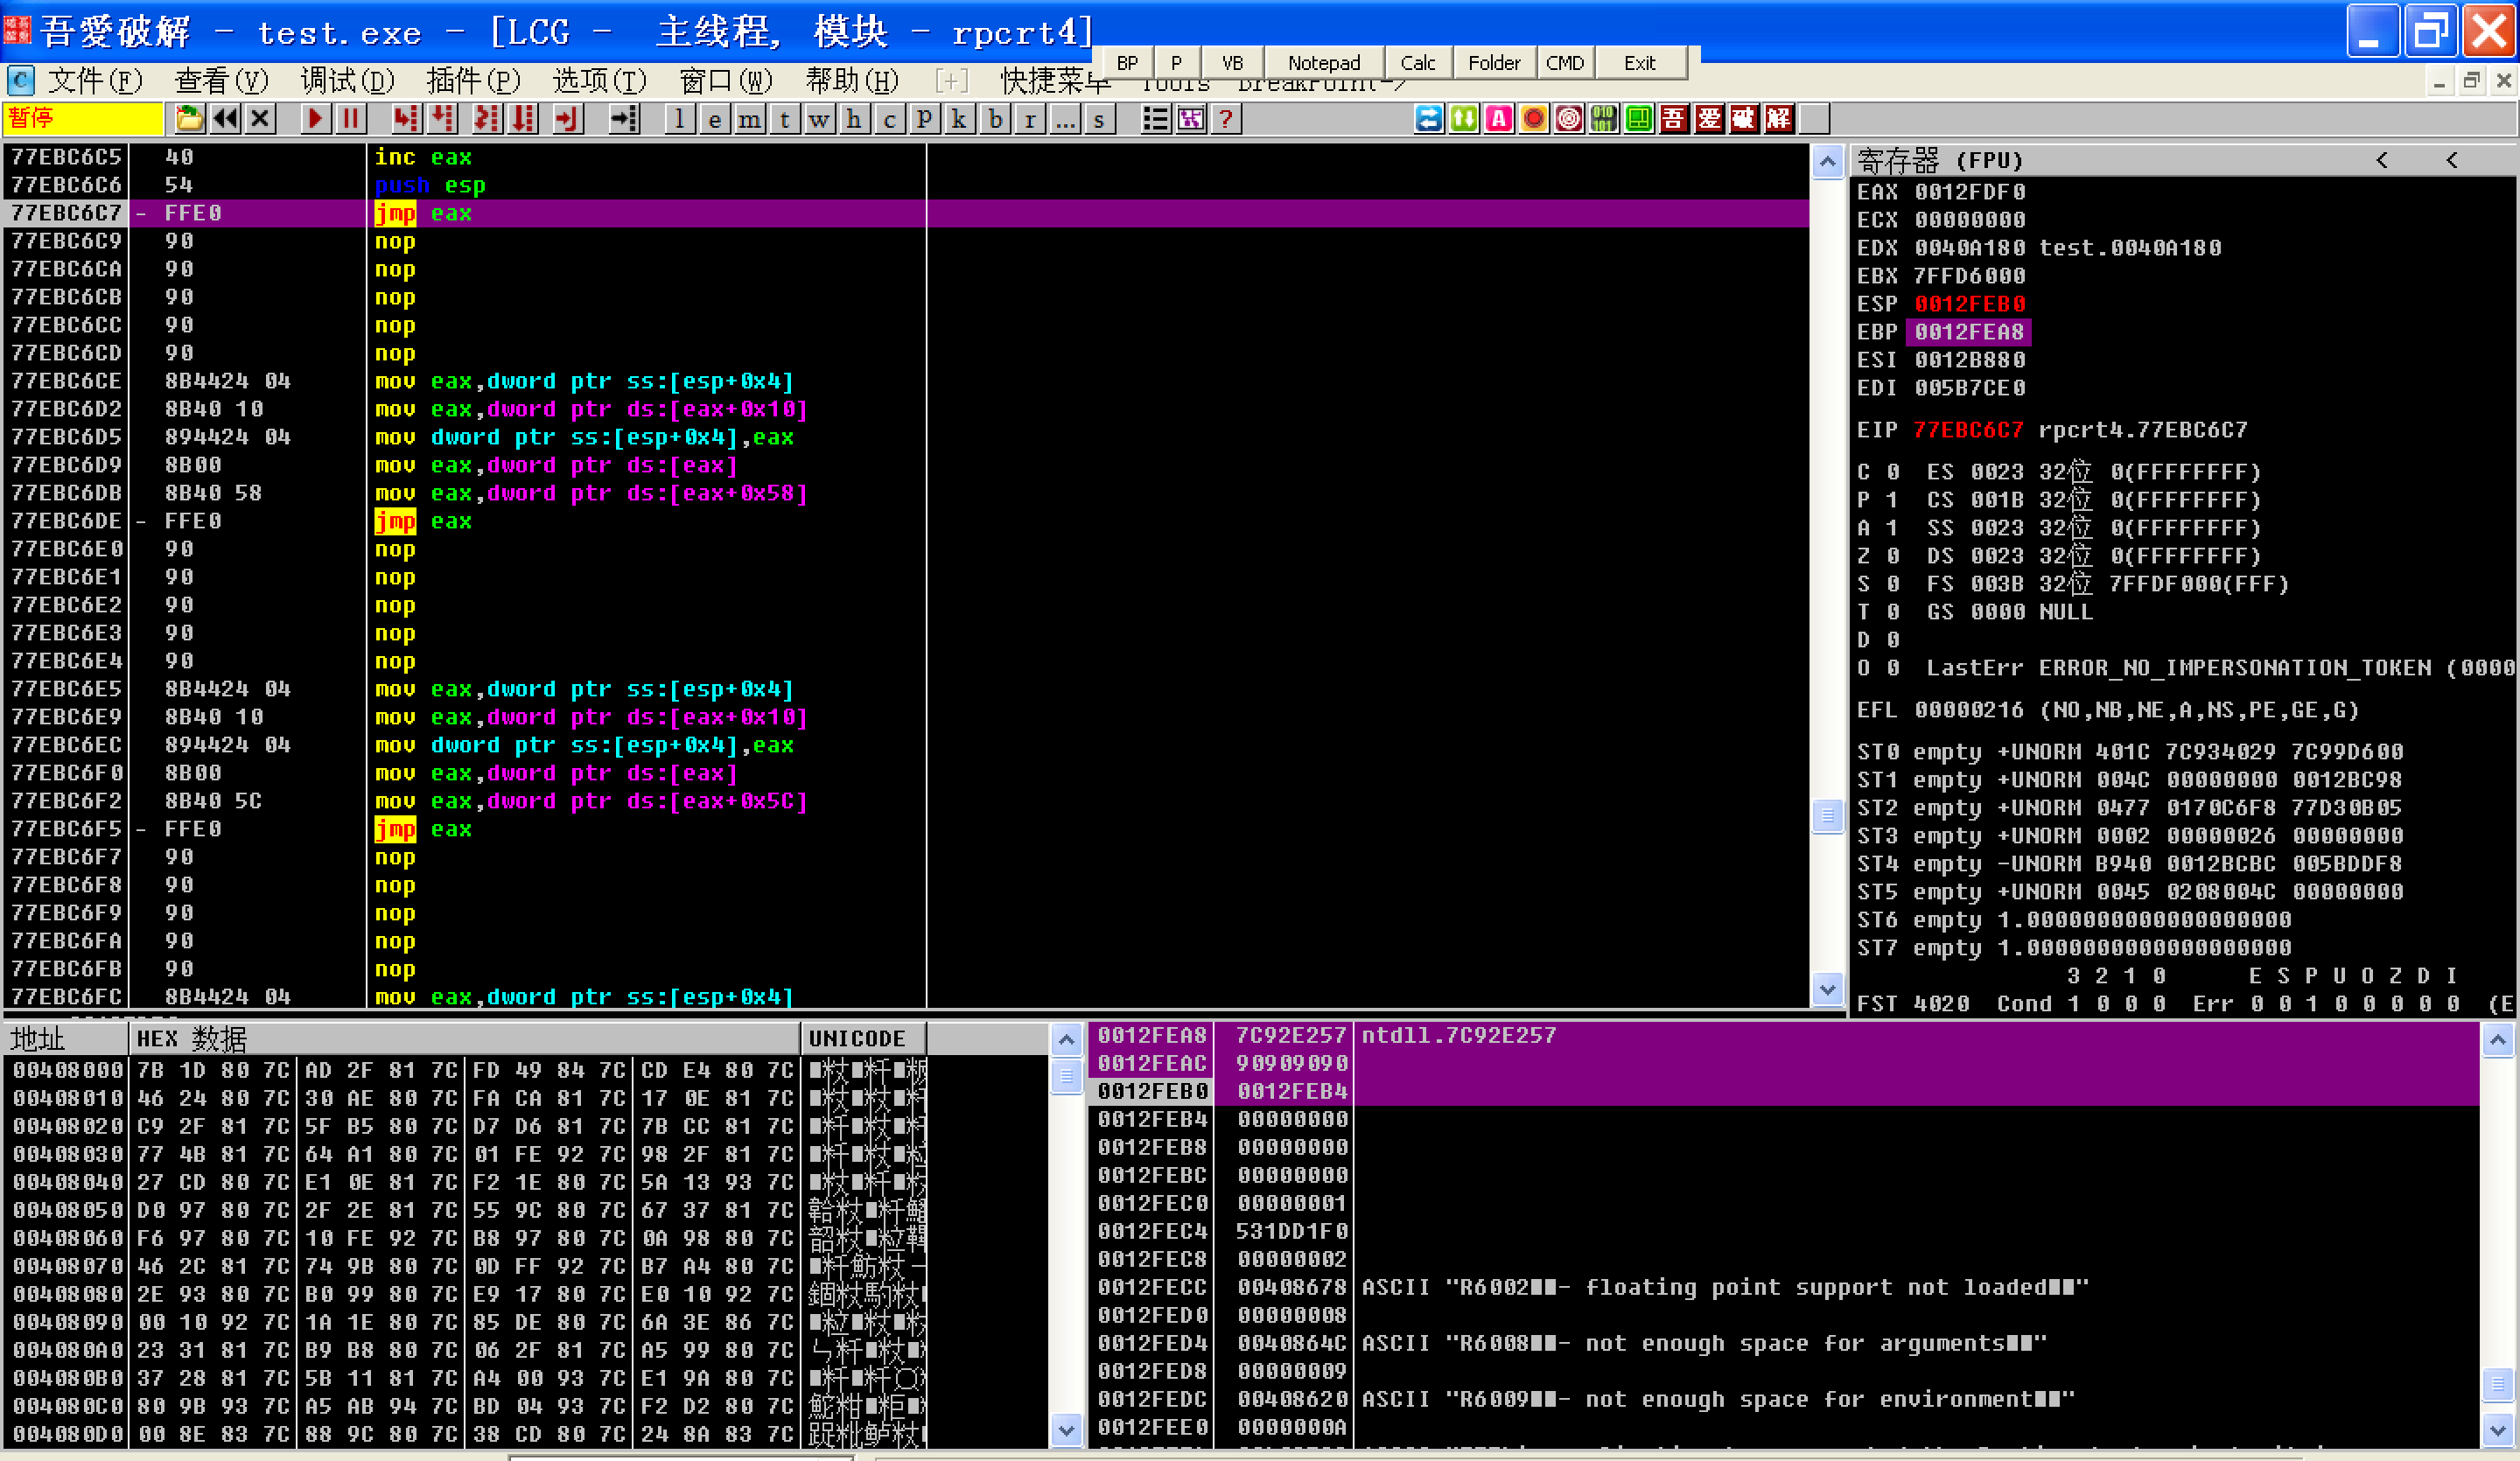 吾愛破解 - test.exe - [LCG - 主线程, 模块 - rpcrt4]
BP P VB Notepad Calc Folder CMD Exit
文件(F) 查看(V) 调试(D) 插件(P) 选项(T) 窗口(W) 帮助(H) [+] 快捷菜单 Tools BreakPoint->
暂停 l e m t w h c p k b r ... s ? 吾 爱 破 解
77EBC6C5 40 inc eax
77EBC6C6 54 push esp
77EBC6C7 - FFE0 jmp eax
77EBC6C9 90 nop
77EBC6CA 90 nop
77EBC6CB 90 nop
77EBC6CC 90 nop
77EBC6CD 90 nop
77EBC6CE 8B4424 04 mov eax,dword ptr ss:[esp+0x4]
77EBC6D2 8B40 10 mov eax,dword ptr ds:[eax+0x10]
77EBC6D5 894424 04 mov dword ptr ss:[esp+0x4],eax
77EBC6D9 8B00 mov eax,dword ptr ds:[eax]
77EBC6DB 8B40 58 mov eax,dword ptr ds:[eax+0x58]
77EBC6DE - FFE0 jmp eax
77EBC6E0 90 nop
77EBC6E1 90 nop
77EBC6E2 90 nop
77EBC6E3 90 nop
77EBC6E4 90 nop
77EBC6E5 8B4424 04 mov eax,dword ptr ss:[esp+0x4]
77EBC6E9 8B40 10 mov eax,dword ptr ds:[eax+0x10]
77EBC6EC 894424 04 mov dword ptr ss:[esp+0x4],eax
77EBC6F0 8B00 mov eax,dword ptr ds:[eax]
77EBC6F2 8B40 5C mov eax,dword ptr ds:[eax+0x5C]
77EBC6F5 - FFE0 jmp eax
77EBC6F7 90 nop
77EBC6F8 90 nop
77EBC6F9 90 nop
77EBC6FA 90 nop
77EBC6FB 90 nop
77EBC6FC 8B4424 04 mov eax,dword ptr ss:[esp+0x4]
寄存器 (FPU) < <
EAX 0012FDF0
ECX 00000000
EDX 0040A180 test.0040A180
EBX 7FFD6000
ESP 0012FEB0
EBP 0012FEA8
ESI 0012B880
EDI 005B7CE0
EIP 77EBC6C7 rpcrt4.77EBC6C7
C 0 ES 0023 32位 0(FFFFFFFF)
P 1 CS 001B 32位 0(FFFFFFFF)
A 1 SS 0023 32位 0(FFFFFFFF)
Z 0 DS 0023 32位 0(FFFFFFFF)
S 0 FS 003B 32位 7FFDF000(FFF)
T 0 GS 0000 NULL
D 0
O 0 LastErr ERROR_NO_IMPERSONATION_TOKEN (0000
EFL 00000216 (NO,NB,NE,A,NS,PE,GE,G)
ST0 empty +UNORM 401C 7C934029 7C99D600
ST1 empty +UNORM 004C 00000000 0012BC98
ST2 empty +UNORM 0477 0170C6F8 77D30B05
ST3 empty +UNORM 0002 00000026 00000000
ST4 empty -UNORM B940 0012BCBC 005BDDF8
ST5 empty +UNORM 0045 0208004C 00000000
ST6 empty 1.0000000000000000000
ST7 empty 1.0000000000000000000
3 2 1 0 E S P U O Z D I
FST 4020 Cond 1 0 0 0 Err 0 0 1 0 0 0 0 0 (E
地址 HEX 数据 UNICODE
00408000 7B 1D 80 7C AD 2F 81 7C FD 49 84 7C CD E4 80 7C
00408010 46 24 80 7C 30 AE 80 7C FA CA 81 7C 17 0E 81 7C
00408020 C9 2F 81 7C 5F B5 80 7C D7 D6 81 7C 7B CC 81 7C
00408030 77 4B 81 7C 64 A1 80 7C 01 FE 92 7C 98 2F 81 7C
00408040 27 CD 80 7C E1 0E 81 7C F2 1E 80 7C 5A 13 93 7C
00408050 D0 97 80 7C 2F 2E 81 7C 55 9C 80 7C 67 37 81 7C
00408060 F6 97 80 7C 10 FE 92 7C B8 97 80 7C 0A 98 80 7C
00408070 46 2C 81 7C 74 9B 80 7C 0D FF 92 7C B7 A4 80 7C
00408080 2E 93 80 7C B0 99 80 7C E9 17 80 7C E0 10 92 7C
00408090 00 10 92 7C 1A 1E 80 7C 85 DE 80 7C 6A 3E 86 7C
004080A0 23 31 81 7C B9 B8 80 7C 06 2F 81 7C A5 99 80 7C
004080B0 37 28 81 7C 5B 11 81 7C A4 00 93 7C E1 9A 80 7C
004080C0 80 9B 93 7C A5 AB 94 7C BD 04 93 7C F2 D2 80 7C
004080D0 00 8E 83 7C 88 9C 80 7C 38 CD 80 7C 24 8A 83 7C
0012FEA8 7C92E257 ntdll.7C92E257
0012FEAC 90909090
0012FEB0 0012FEB4
0012FEB4 00000000
0012FEB8 00000000
0012FEBC 00000000
0012FEC0 00000001
0012FEC4 531DD1F0
0012FEC8 00000002
0012FECC 00408678 ASCII "R6002■■- floating point support not loaded■■"
0012FED0 00000008
0012FED4 0040864C ASCII "R6008■■- not enough space for arguments■■"
0012FED8 00000009
0012FEDC 00408620 ASCII "R6009■■- not enough space for environment■■"
0012FEE0 0000000A